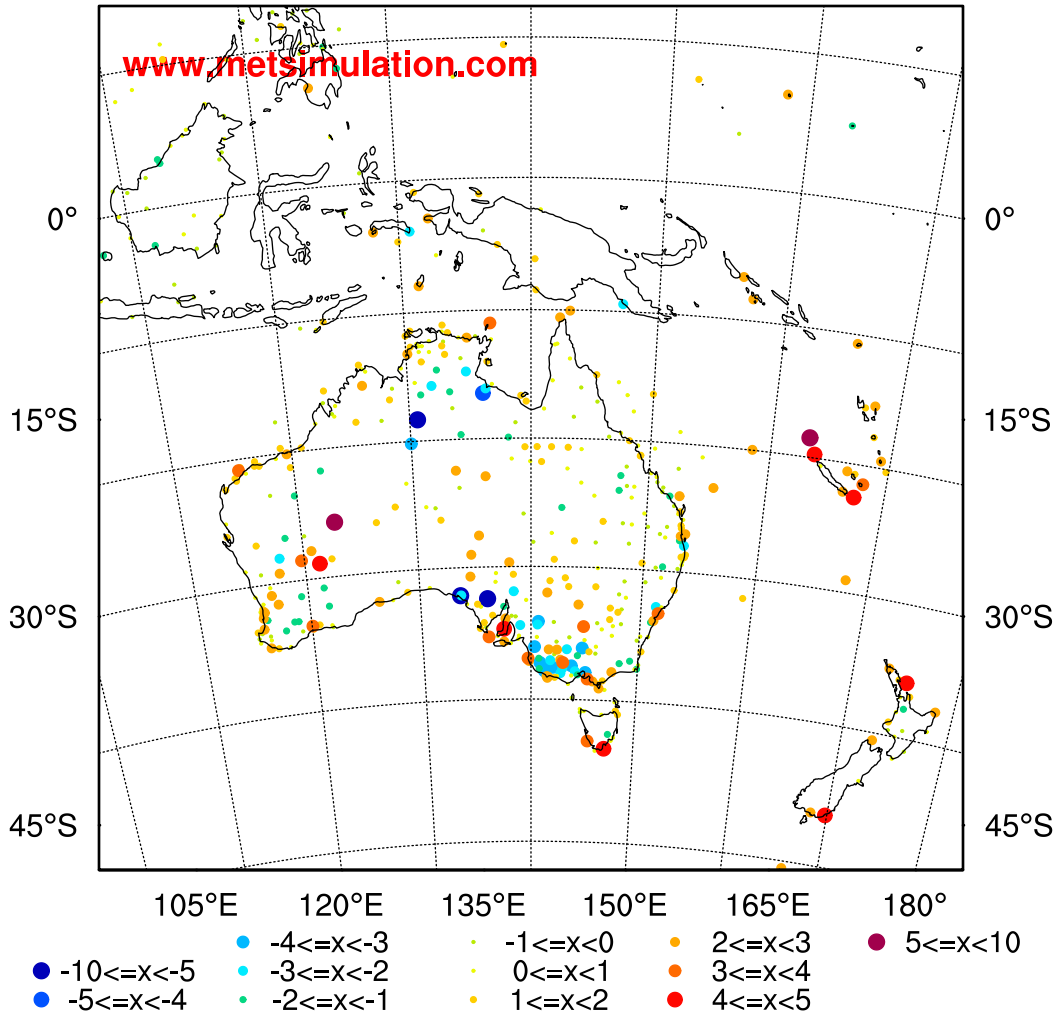 www.metsimulation.com
0° 0°
15°S 15°S
30°S 30°S
45°S 45°S
105°E 120°E 135°E 150°E 165°E 180°
-4<=x<-3 -1<=x<0 2<=x<3 5<=x<10
-10<=x<-5 -3<=x<-2 0<=x<1 3<=x<4
-5<=x<-4 -2<=x<-1 1<=x<2 4<=x<5